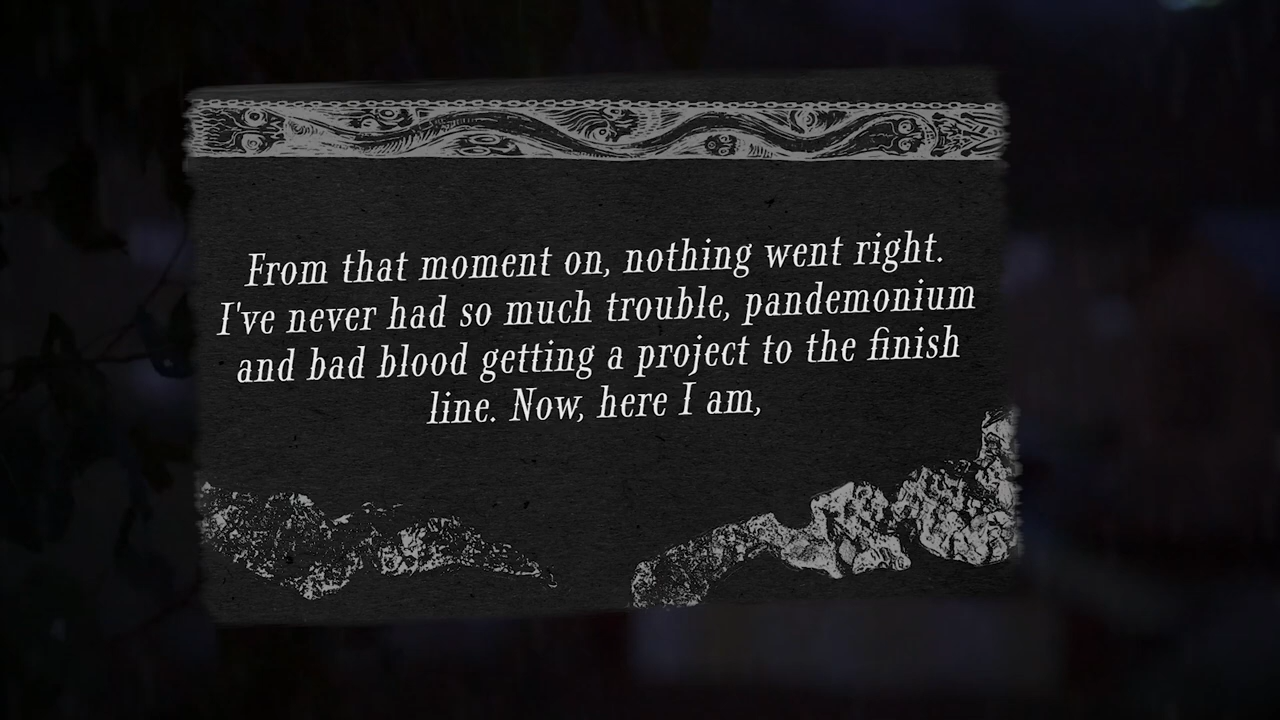 From that moment on, nothing went right.
I've never had so much trouble, pandemonium
and bad blood getting a project to the finish
line. Now, here I am,